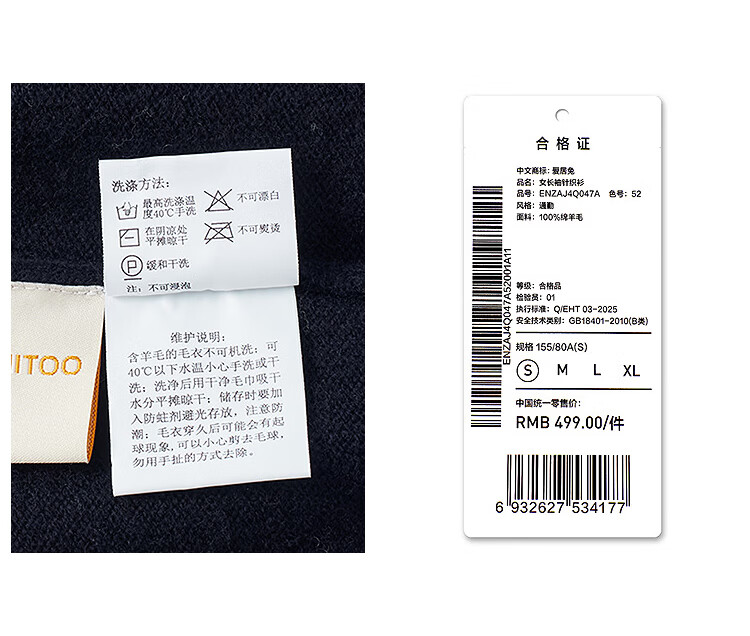 洗涤方法:
最高洗涤温
度40℃手洗
不可漂白
在阴凉处
平摊晾干
不可熨烫
P
缓和干洗
注: 不可浸泡
ITOO
维护说明:
含羊毛的毛衣不可机洗; 可
40℃以下水温小心手洗或干
洗; 洗净后用干净毛巾吸干
水分平摊晾干; 储存时要加
入防蛀剂避光存放, 注意防
潮; 毛衣穿久后可能会有起
球现象, 可以小心剪去毛球,
勿用手扯的方式去除。
合格证
中文商标: 爱居兔
品名: 女长袖针织衫
品号: ENZAJ4Q047A 色号: 52
风格: 通勤
面料: 100%绵羊毛
ENZAJ4Q047A52001A11
等级: 合格品
检验员: 01
执行标准: Q/EHT 03-2025
安全技术类别: GB18401-2010(B类)
规格 155/80A(S)
S M L XL
中国统一零售价:
RMB 499.00/件
6 932627 534177